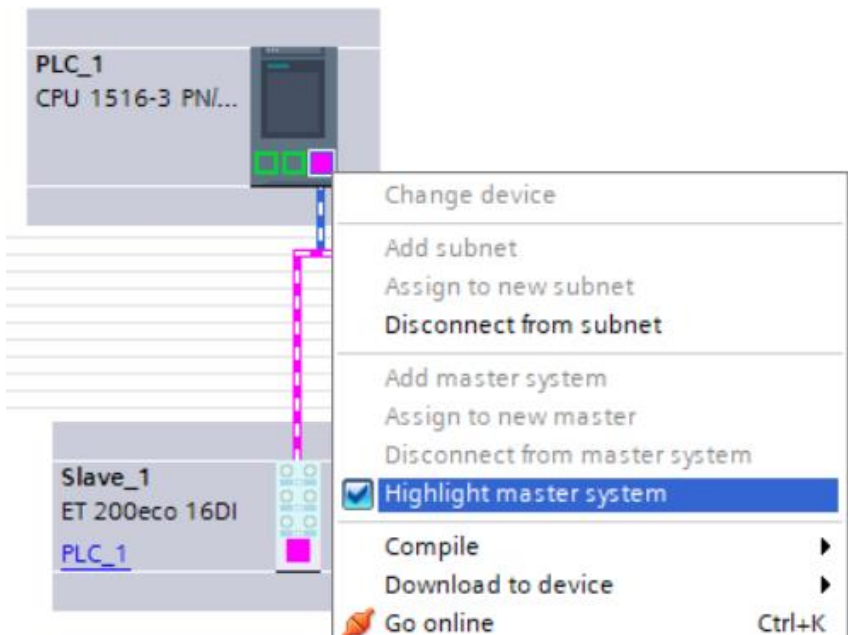 PLC_1
CPU 1516-3 PN/...
Change device
Add subnet
Assign to new subnet
Disconnect from subnet
Add master system
Assign to new master
Disconnect from master system
Highlight master system
Compile
Download to device
Go online Ctrl+K
Slave_1
ET 200eco 16DI
PLC_1